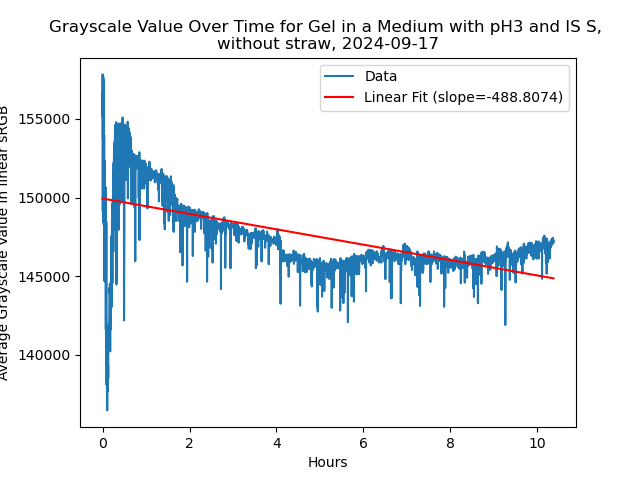 Grayscale Value Over Time for Gel in a Medium with pH3 and IS S,
without straw, 2024-09-17
Data
Linear Fit (slope=-488.8074)
155000
150000
145000
140000
Average Grayscale Value in linear sRGB
0 2 4 6 8 10
Hours